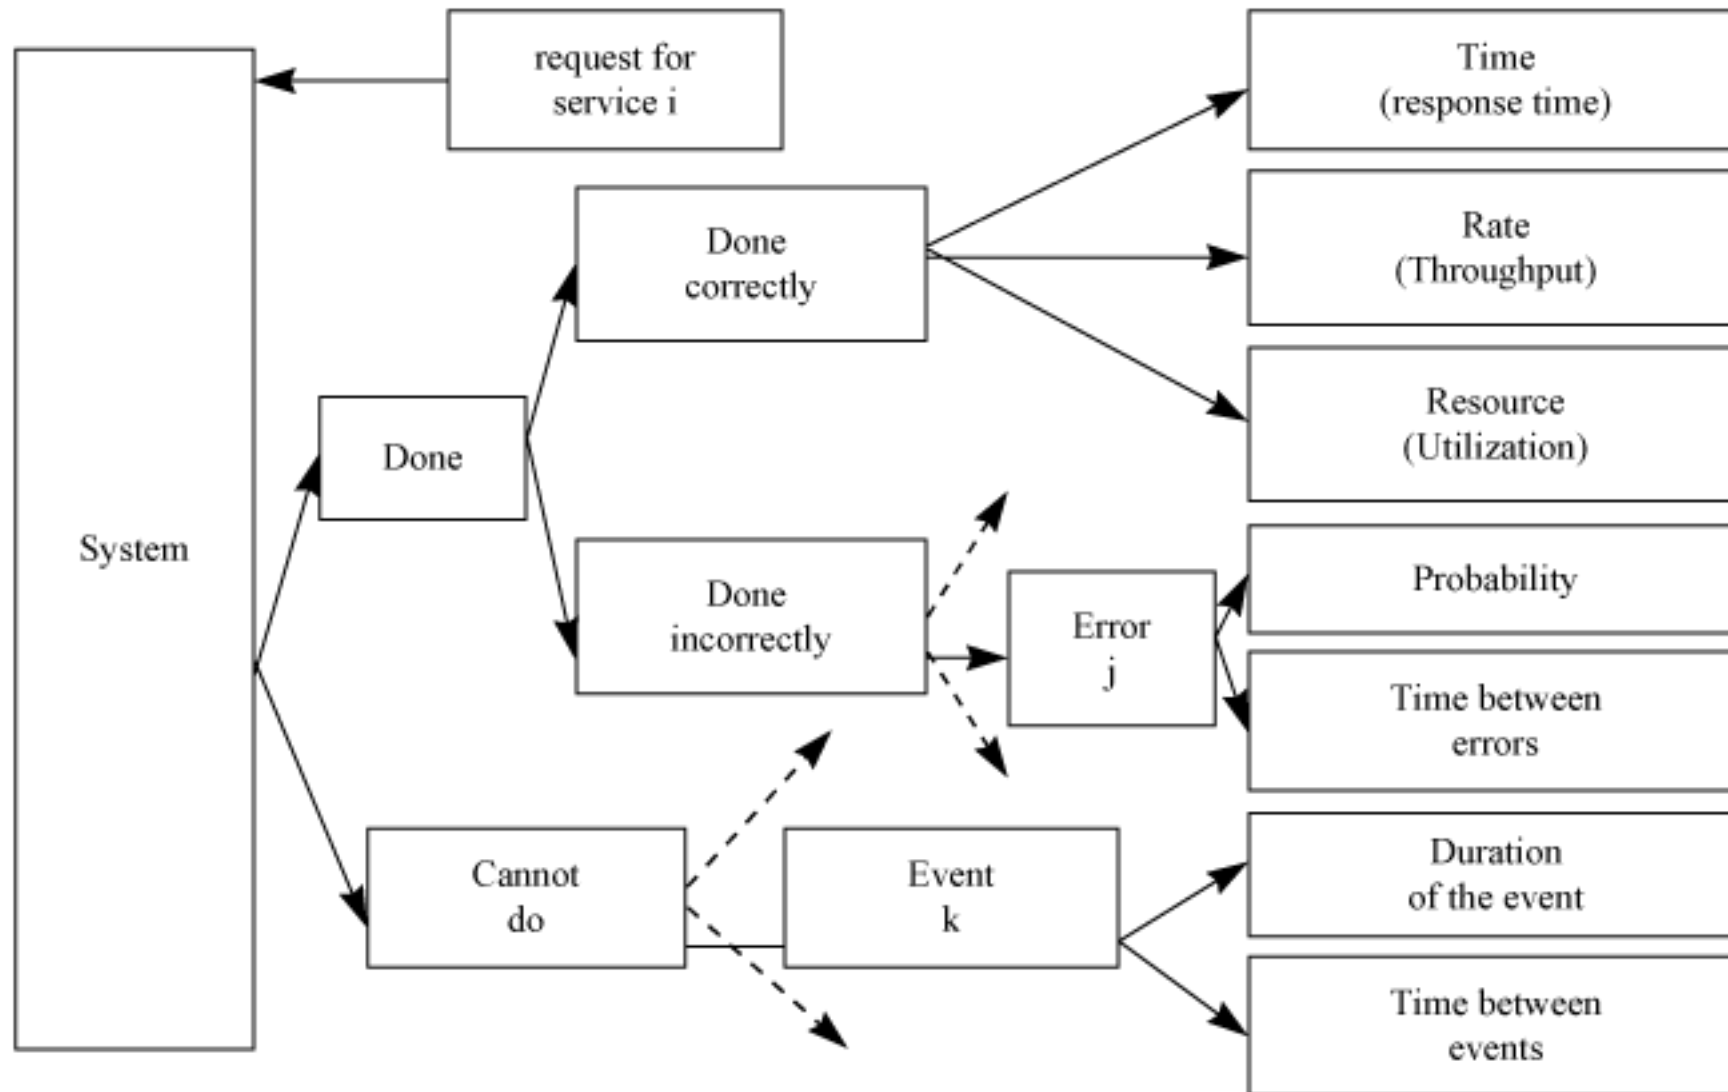 request for
service i
Time
(response time)
Done
correctly
Rate
(Throughput)
Done
Resource
(Utilization)
System
Done
incorrectly
Error
j
Probability
Time between
errors
Cannot
do
Event
k
Duration
of the event
Time between
events